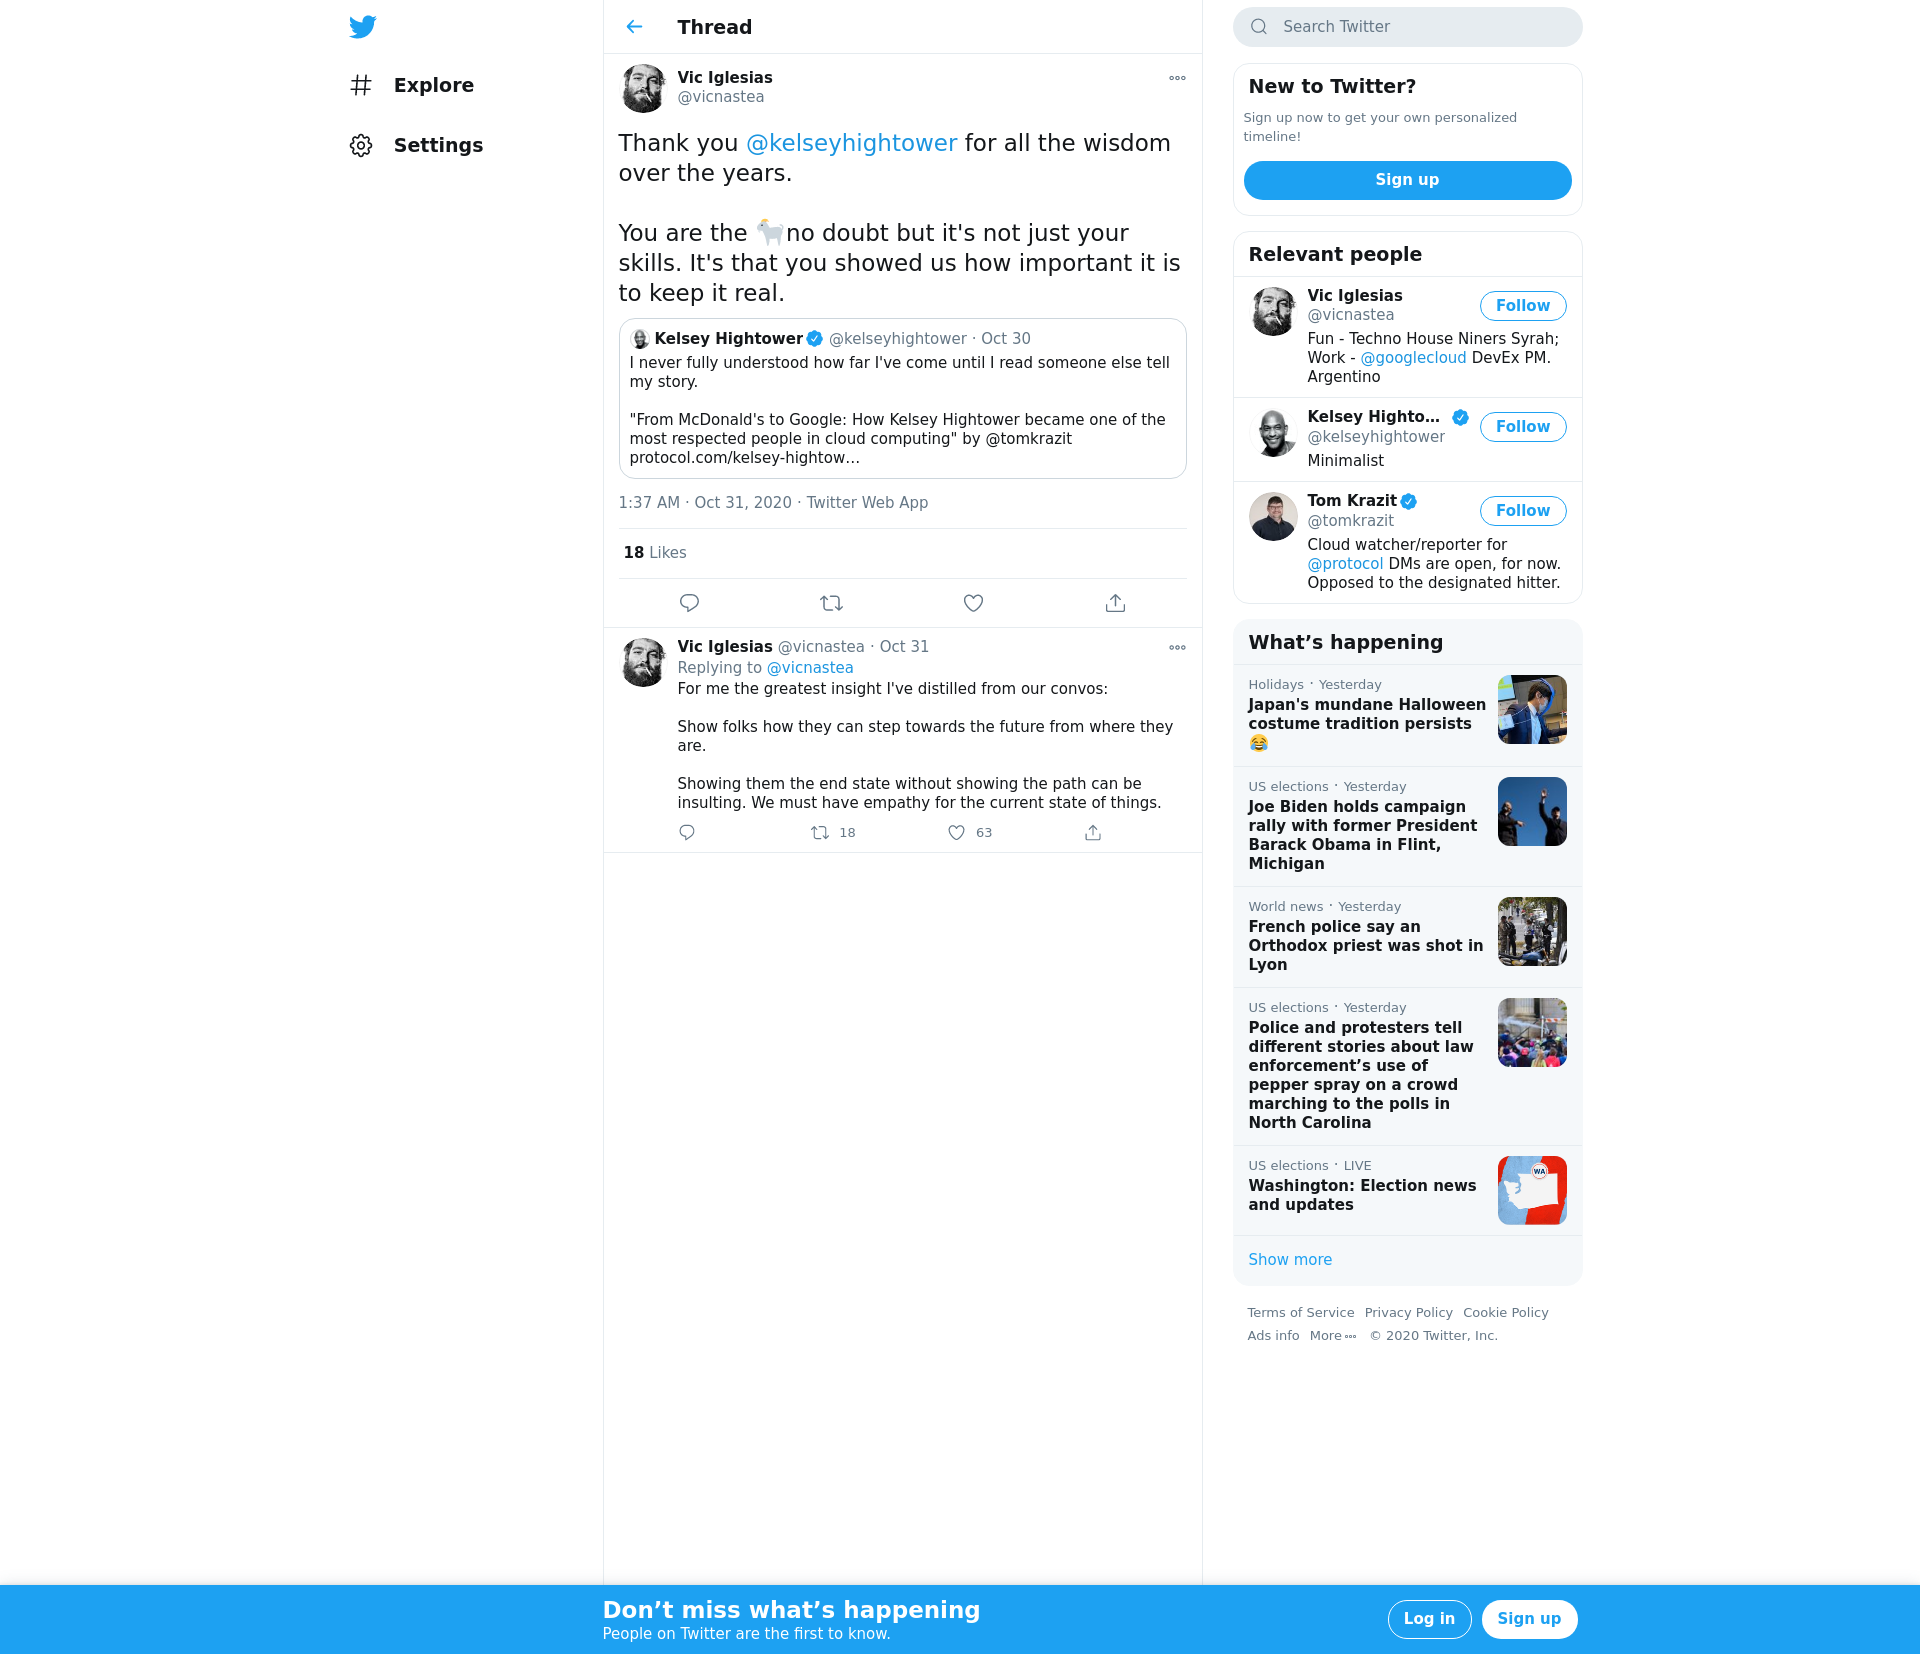 Explore
Settings
Thread
Vic Iglesias
@vicnastea
Thank you @kelseyhightower for all the wisdom
over the years.
You are the 🐐no doubt but it's not just your
skills. It's that you showed us how important it is
to keep it real.
Kelsey Hightower @kelseyhightower · Oct 30
I never fully understood how far I've come until I read someone else tell
my story.
"From McDonald's to Google: How Kelsey Hightower became one of the
most respected people in cloud computing" by @tomkrazit
protocol.com/kelsey-hightow…
1:37 AM · Oct 31, 2020 · Twitter Web App
18 Likes
Vic Iglesias @vicnastea · Oct 31
Replying to @vicnastea
For me the greatest insight I've distilled from our convos:
Show folks how they can step towards the future from where they
are.
Showing them the end state without showing the path can be
insulting. We must have empathy for the current state of things.
18 63
Search Twitter
New to Twitter?
Sign up now to get your own personalized
timeline!
Sign up
Relevant people
Vic Iglesias
@vicnastea
Follow
Fun - Techno House Niners Syrah;
Work - @googlecloud DevEx PM.
Argentino
Kelsey Highto…
@kelseyhightower
Follow
Minimalist
Tom Krazit
@tomkrazit
Follow
Cloud watcher/reporter for
@protocol DMs are open, for now.
Opposed to the designated hitter.
What’s happening
Holidays · Yesterday
Japan's mundane Halloween
costume tradition persists
😂
US elections · Yesterday
Joe Biden holds campaign
rally with former President
Barack Obama in Flint,
Michigan
World news · Yesterday
French police say an
Orthodox priest was shot in
Lyon
US elections · Yesterday
Police and protesters tell
different stories about law
enforcement’s use of
pepper spray on a crowd
marching to the polls in
North Carolina
US elections · LIVE
Washington: Election news
and updates
WA
Show more
Terms of Service Privacy Policy Cookie Policy
Ads info More © 2020 Twitter, Inc.
Don’t miss what’s happening
People on Twitter are the first to know.
Log in
Sign up